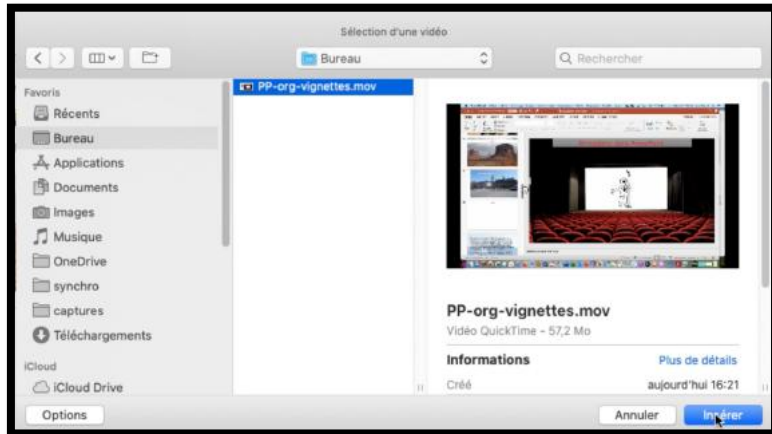 Sélection d'une vidéo
Bureau
Rechercher
Favoris
Récents
Bureau
Applications
Documents
Images
Musique
OneDrive
synchro
captures
Téléchargements
iCloud
iCloud Drive
PP-org-vignettes.mov
PP-org-vignettes.mov
Vidéo QuickTime - 57,2 Mo
Informations
Plus de détails
Créé
aujourd'hui 16:21
Options
Annuler
Insérer